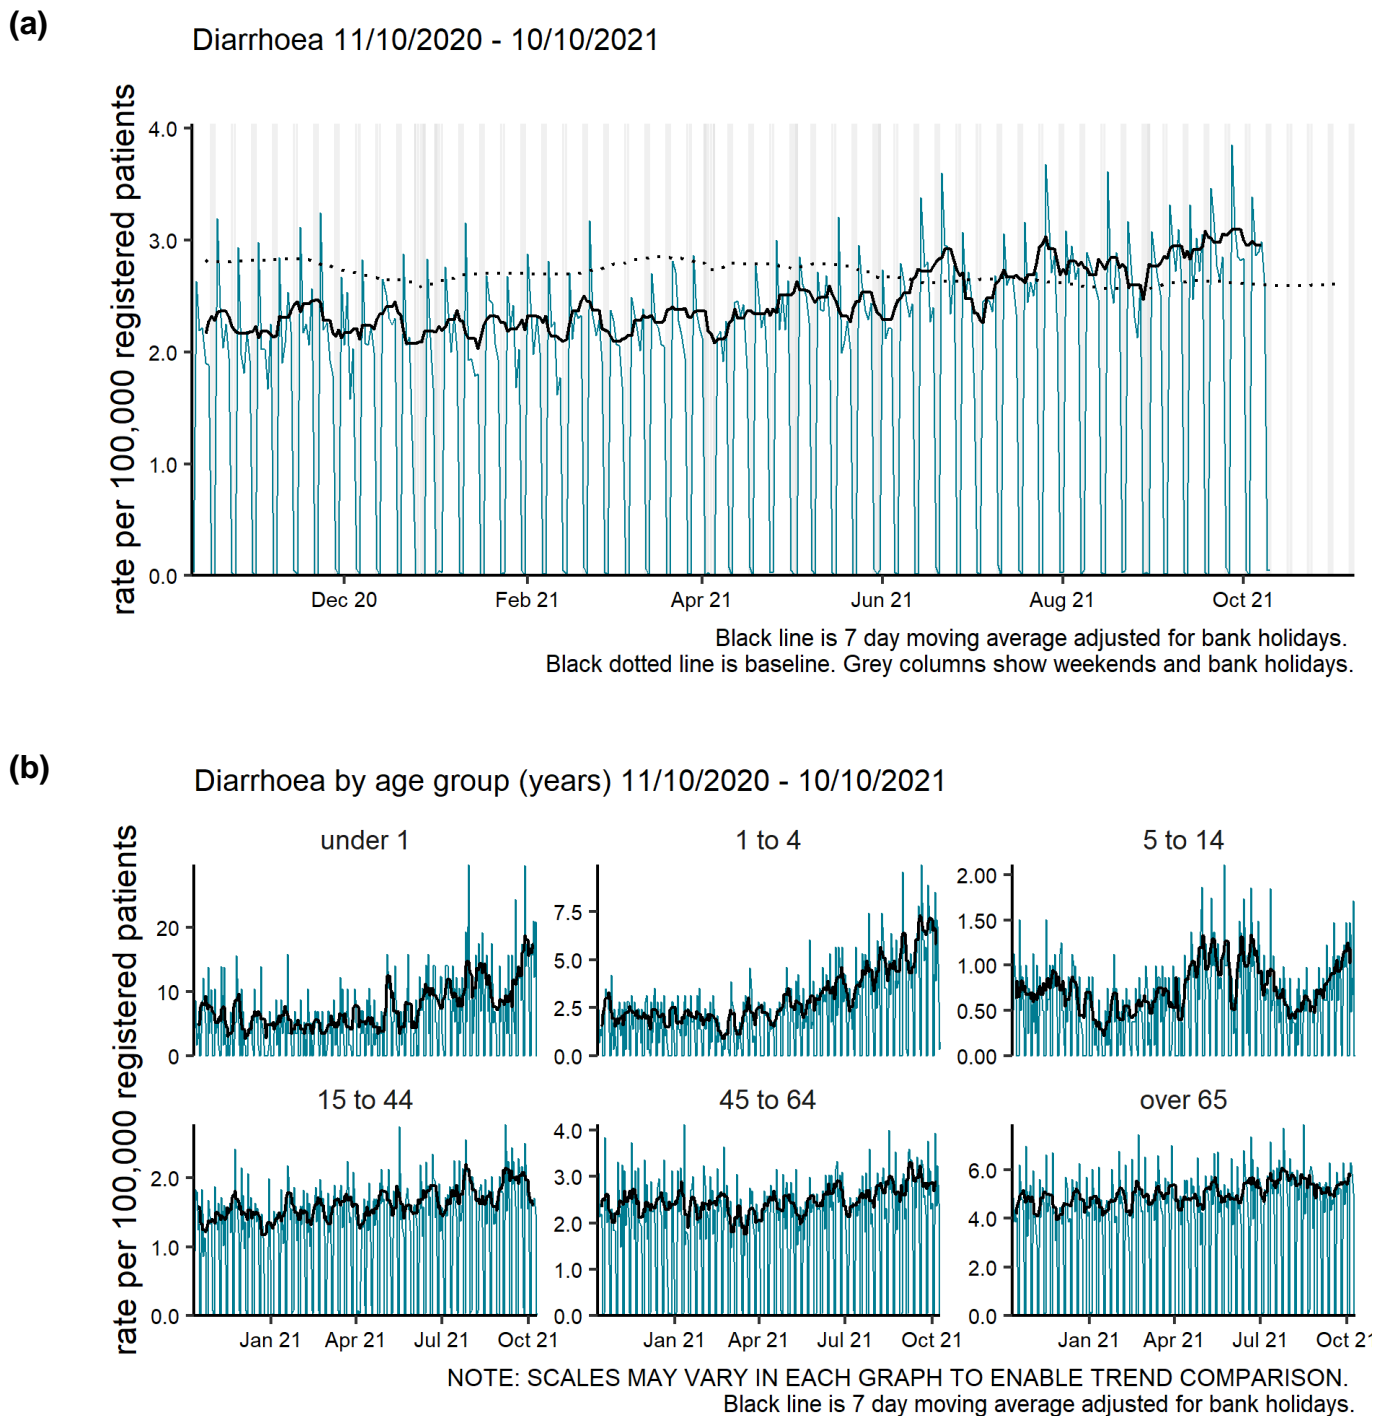 (a)
Diarrhoea 11/10/2020 - 10/10/2021
rate per 100,000 registered patients
4.0
3.0
2.0
1.0
0.0
Dec 20 Feb 21 Apr 21 Jun 21 Aug 21 Oct 21
Black line is 7 day moving average adjusted for bank holidays.
Black dotted line is baseline. Grey columns show weekends and bank holidays.
(b)
Diarrhoea by age group (years) 11/10/2020 - 10/10/2021
rate per 100,000 registered patients
under 1
20
10
0
1 to 4
7.5
5.0
2.5
0.0
5 to 14
2.00
1.50
1.00
0.50
0.00
15 to 44
2.0
1.0
0.0
Jan 21 Apr 21 Jul 21 Oct 21
45 to 64
4.0
3.0
2.0
1.0
0.0
Jan 21 Apr 21 Jul 21 Oct 21
over 65
6.0
4.0
2.0
0.0
Jan 21 Apr 21 Jul 21 Oct 2
NOTE: SCALES MAY VARY IN EACH GRAPH TO ENABLE TREND COMPARISON.
Black line is 7 day moving average adjusted for bank holidays.